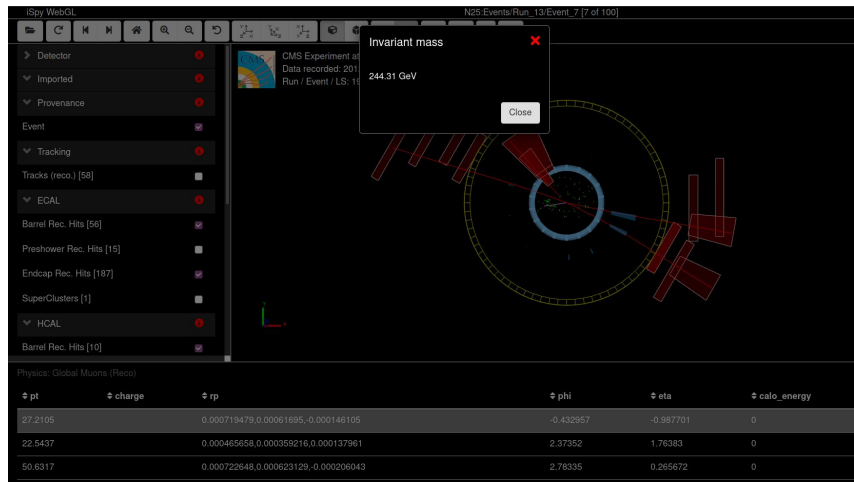 iSpy WebGL
N25:Events/Run_13/Event_7 [7 of 100]
Detector
Imported
Provenance
Event
Tracking
Tracks (reco.) [58]
ECAL
Barrel Rec. Hits [56]
Preshower Rec. Hits [15]
Endcap Rec. Hits [187]
SuperClusters [1]
HCAL
Barrel Rec. Hits [10]
CMS
CMS Experiment at
Data recorded: 201
Run / Event / LS: 19
Invariant mass
244.31 GeV
Close
Physics: Global Muons (Reco)
pt charge rp phi eta calo_energy
27.2105 0.000719479,0.00061695,-0.000146105 -0.432957 -0.987701 0
22.5437 0.000465658,0.000359216,0.000137961 2.37352 1.76383 0
50.6317 0.000722648,0.000623129,-0.000206043 2.78335 0.265672 0